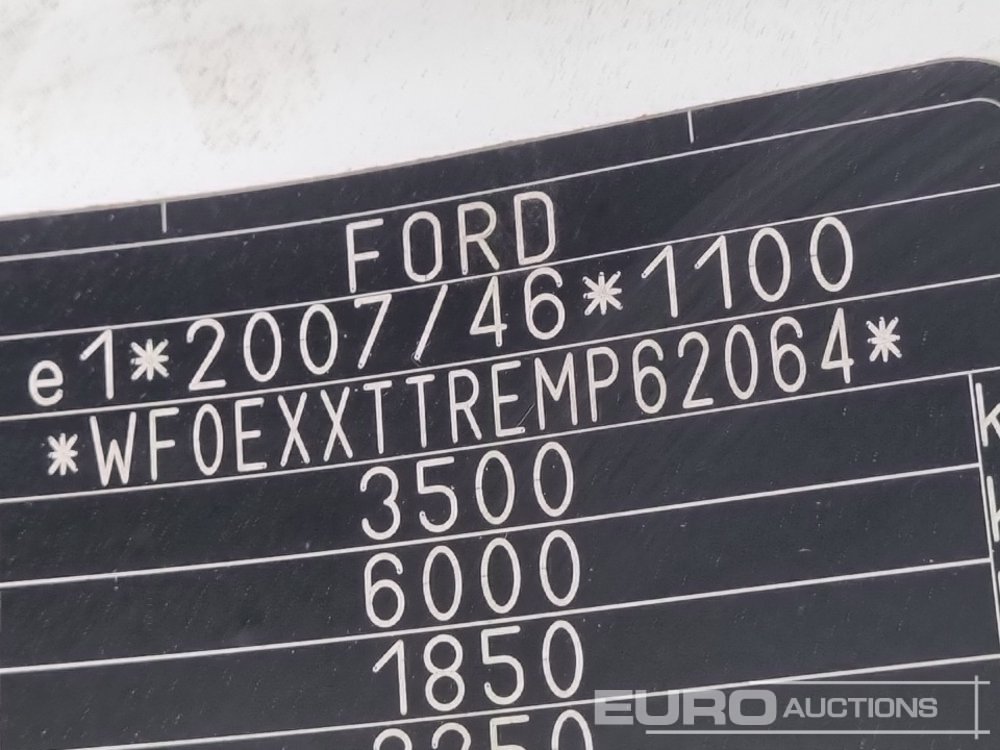 FORD
e1*2007/46*1100
*WF0EXXTTREMP62064*
3500
6000
1850
EURO AUCTIONS